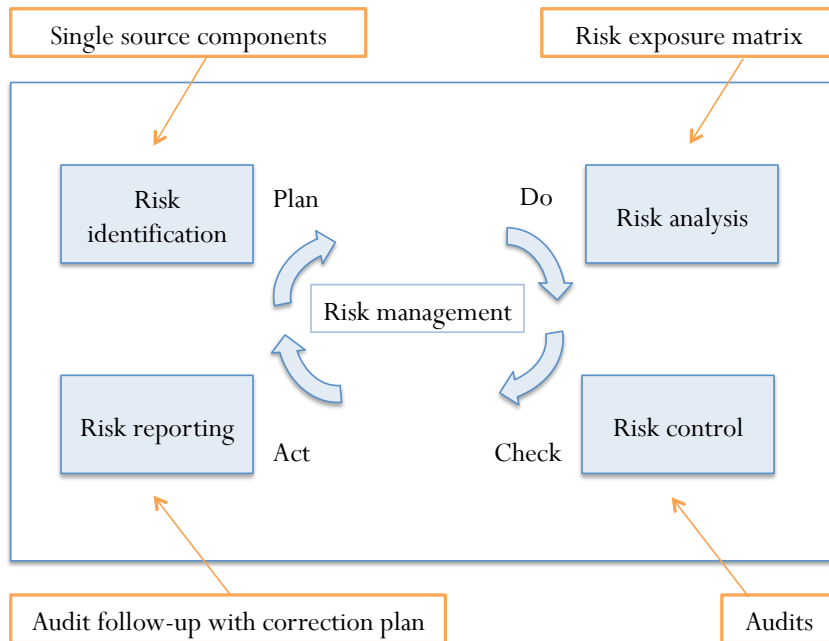 Single source components
Risk exposure matrix
Risk
identification
Plan
Do
Risk analysis
Risk management
Risk reporting
Act
Check
Risk control
Audit follow-up with correction plan
Audits